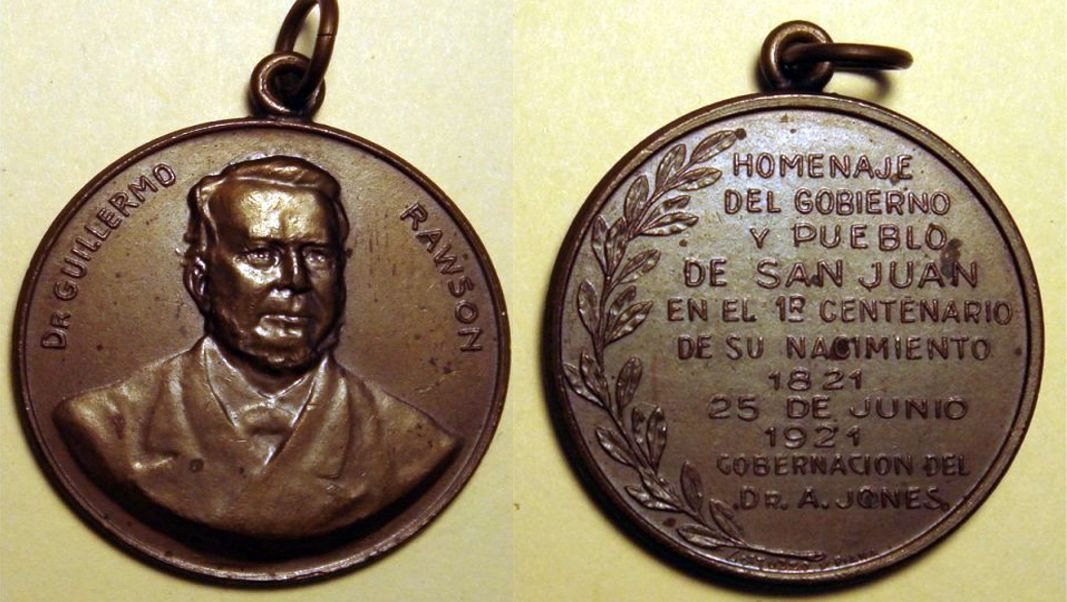 DR GUILLERMO RAWSON
HOMENAJE
DEL GOBIERNO
Y PUEBLO
DE SAN JUAN
EN EL 1R CENTENARIO
DE SU NACIMIENTO
1821
25 DE JUNIO
1921
GOBERNACION DEL
DR. A. JONES.